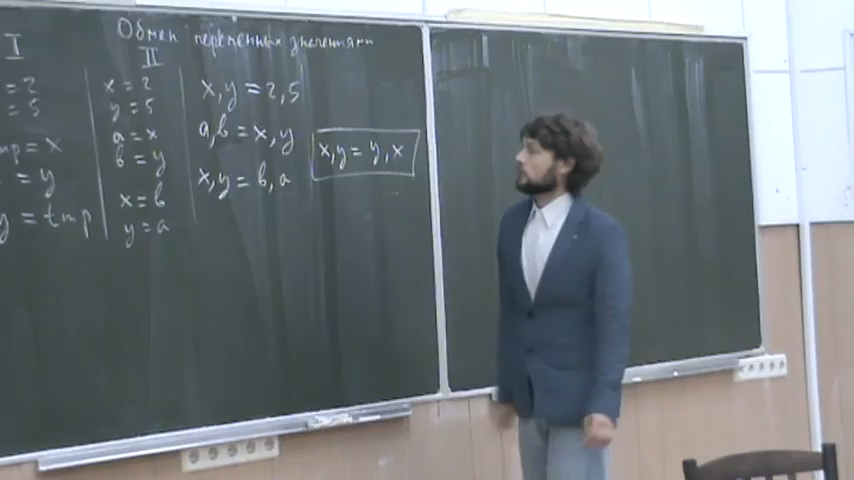 Обмен переменных значениями
I
= 2
= 5
mp = x
= y
y = tmp
II
x = 2
y = 5
a = x
b = y
x = b
y = a
x, y = 2, 5
a, b = x, y
x, y = b, a
x, y = y, x